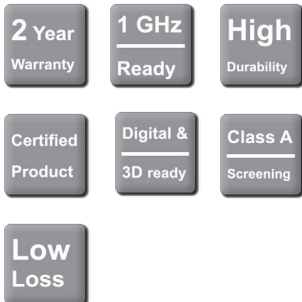 2 Year
Warranty
1 GHz
Ready
High
Durability
Certified
Product
Digital &
3D ready
Class A
Screening
Low
Loss